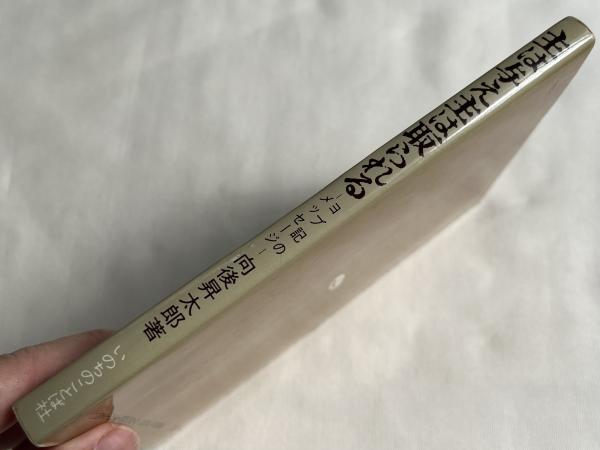 主は与え主は取られる
―ヨブ記の
メッセージ―
向後昇太郎著
いのちのことば社